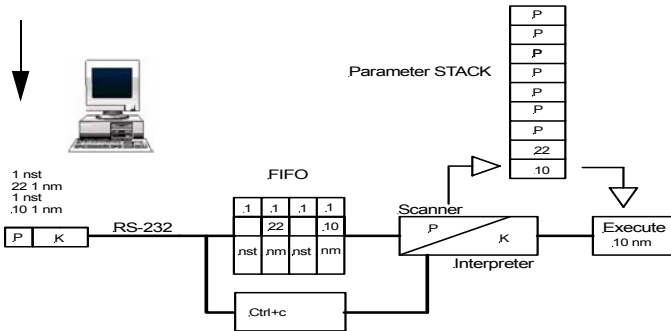 .P
.P
.P
.Parameter STACK
.P
.P
.P
.P
.22
.10
1 nst
22 1 nm
1 nst
.10 1 nm
.P .K
RS-232
.FIFO
.1 .1 .1 .1
.22 .10
.nst .nm .nst nm
.Ctrl+c
.Scanner
.P
.K
.Interpreter
.Execute
.10 nm